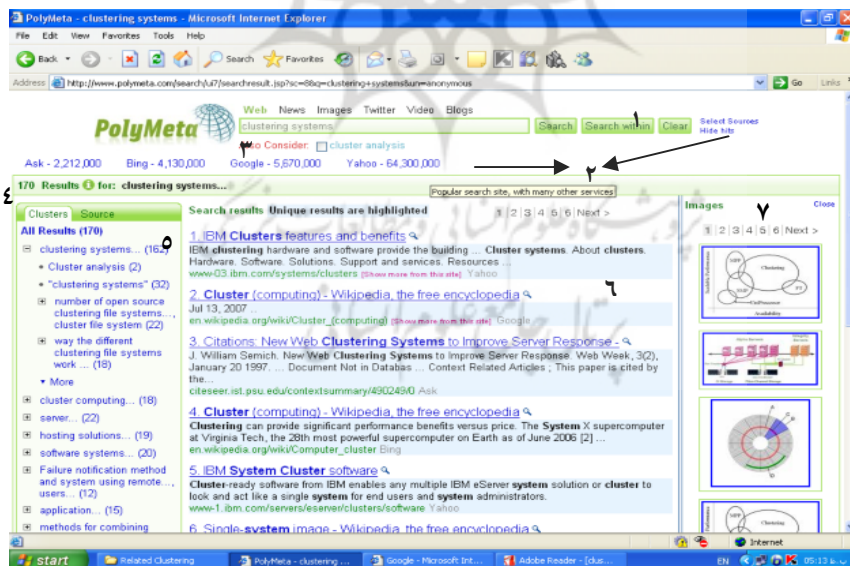 PolyMeta - clustering systems - Microsoft Internet Explorer
File Edit View Favorites Tools Help
Back Search Favorites
Address http://www.polymeta.com/search/ui7/searchresult.jsp?sc=8&q=clustering+systems&un=anonymous Go Links
Web News Images Twitter Video Blogs
PolyMeta clustering systems Search Search within Clear Select Sources
Hide hits
١
٣
so Consider: cluster analysis
Ask - 2,212,000 Bing - 4,130,000 Google - 5,670,000 Yahoo - 64,300,000
٢
٤
170 Results for: clustering systems...
Popular search site, with many other services
Clusters Source
All Results (170)
٥
clustering systems... (162)
Cluster analysis (2)
"clustering systems" (32)
number of open source
clustering file systems...,
cluster file system (22)
way the different
clustering file systems
work ... (18)
More
cluster computing... (18)
server... (22)
hosting solutions... (19)
software systems... (20)
Failure notification method
and system using remote...,
users... (12)
application... (15)
methods for combining
Search results Unique results are highlighted 1 2 3 4 5 6 Next >
1. IBM Clusters features and benefits
IBM clustering hardware and software provide the building ... Cluster systems. About clusters.
Hardware. Software. Solutions. Support and services. Resources ...
www-03.ibm.com/systems/clusters [Show more from this site] Yahoo
٦
2. Cluster (computing) - Wikipedia, the free encyclopedia
Jul 13, 2007 ...
en.wikipedia.org/wiki/Cluster_(computing) [Show more from this site] Google
3. Citations: New Web Clustering Systems to Improve Server Response -
J. William Semich. New Web Clustering Systems to Improve Server Response. Web Week, 3(2),
January 20 1997. ... Document Not in Databas ... Context Related Articles ; This paper is cited by
the...
citeseer.ist.psu.edu/contextsummary/490249/0 Ask
4. Cluster (computing) - Wikipedia, the free encyclopedia
Clustering can provide significant performance benefits versus price. The System X supercomputer
at Virginia Tech, the 28th most powerful supercomputer on Earth as of June 2006 [2] ...
en.wikipedia.org/wiki/Computer_cluster Bing
5. IBM System Cluster software
Cluster-ready software from IBM enables any multiple IBM eServer system solution or cluster to
look and act like a single system for end users and system administrators.
www-1.ibm.com/servers/eserver/clusters/software Yahoo
6. Single-system image - Wikipedia, the free encyclopedia
Images Close
٧
1 2 3 4 5 6 Next >
MPP Clustering
SMP FT
CoProcessor
Availability
Scalable Performance
MPP Clustering
Internet
start Related Clustering PolyMeta - clustering ... Google - Microsoft Int... Adobe Reader - [clus... EN 05:13